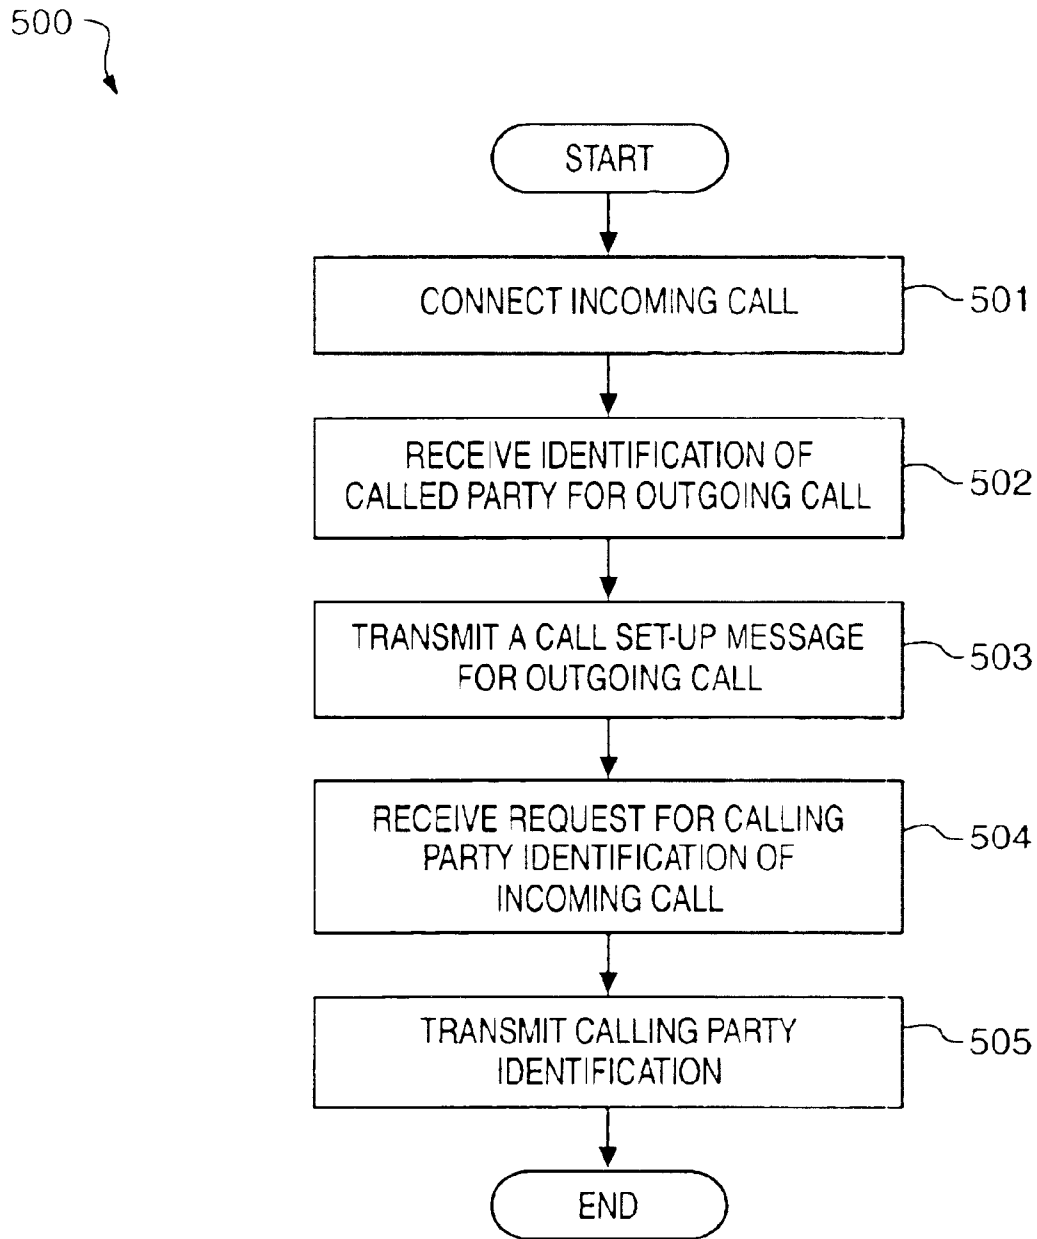 500
START
CONNECT INCOMING CALL
501
RECEIVE IDENTIFICATION OF
CALLED PARTY FOR OUTGOING CALL
502
TRANSMIT A CALL SET-UP MESSAGE
FOR OUTGOING CALL
503
RECEIVE REQUEST FOR CALLING
PARTY IDENTIFICATION OF
INCOMING CALL
504
TRANSMIT CALLING PARTY
IDENTIFICATION
505
END